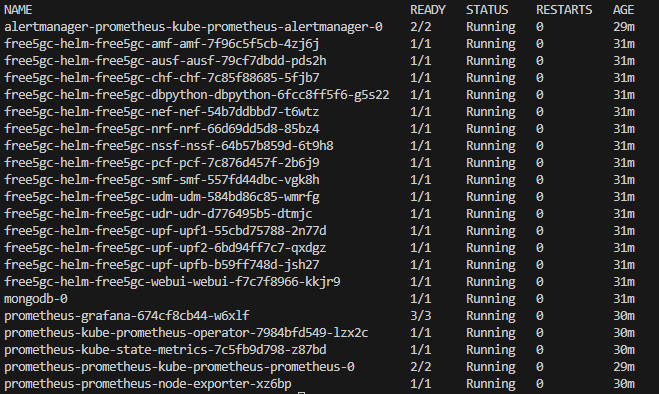 NAME READY STATUS RESTARTS AGE
alertmanager-prometheus-kube-prometheus-alertmanager-0 2/2 Running 0 29m
free5gc-helm-free5gc-amf-amf-7f96c5f5cb-4zj6j 1/1 Running 0 31m
free5gc-helm-free5gc-ausf-ausf-79cf7dbdd-pds2h 1/1 Running 0 31m
free5gc-helm-free5gc-chf-chf-7c85f88685-5fjb7 1/1 Running 0 31m
free5gc-helm-free5gc-dbpython-dbpython-6fcc8ff5f6-g5s22 1/1 Running 0 31m
free5gc-helm-free5gc-nef-nef-54b7ddbbd7-t6wtz 1/1 Running 0 31m
free5gc-helm-free5gc-nrf-nrf-66d69dd5d8-85bz4 1/1 Running 0 31m
free5gc-helm-free5gc-nssf-nssf-64b57b859d-6t9h8 1/1 Running 0 31m
free5gc-helm-free5gc-pcf-pcf-7c876d457f-2b6j9 1/1 Running 0 31m
free5gc-helm-free5gc-smf-smf-557fd44dbc-vgk8h 1/1 Running 0 31m
free5gc-helm-free5gc-udm-udm-584bd86c85-wmrfg 1/1 Running 0 31m
free5gc-helm-free5gc-udr-udr-d776495b5-dtmjc 1/1 Running 0 31m
free5gc-helm-free5gc-upf-upf1-55cbd75788-2n77d 1/1 Running 0 31m
free5gc-helm-free5gc-upf-upf2-6bd94ff7c7-qxdgz 1/1 Running 0 31m
free5gc-helm-free5gc-upf-upfb-b59ff748d-jsh27 1/1 Running 0 31m
free5gc-helm-free5gc-webui-webui-f7c7f8966-kkjr9 1/1 Running 0 31m
mongodb-0 1/1 Running 0 31m
prometheus-grafana-674cf8cb44-w6xlf 3/3 Running 0 30m
prometheus-kube-prometheus-operator-7984bfd549-lzx2c 1/1 Running 0 30m
prometheus-kube-state-metrics-7c5fb9d798-z87bd 1/1 Running 0 30m
prometheus-prometheus-kube-prometheus-prometheus-0 2/2 Running 0 29m
prometheus-prometheus-node-exporter-xz6bp 1/1 Running 0 30m